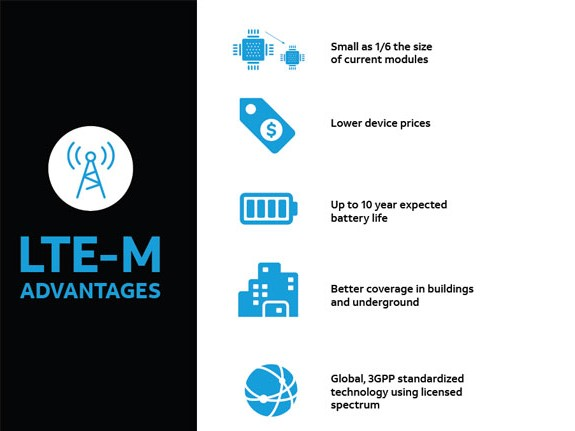 LTE-M
ADVANTAGES
Small as 1/6 the size
of current modules
$
Lower device prices
Up to 10 year expected
battery life
Better coverage in buildings
and underground
Global, 3GPP standardized
technology using licensed
spectrum